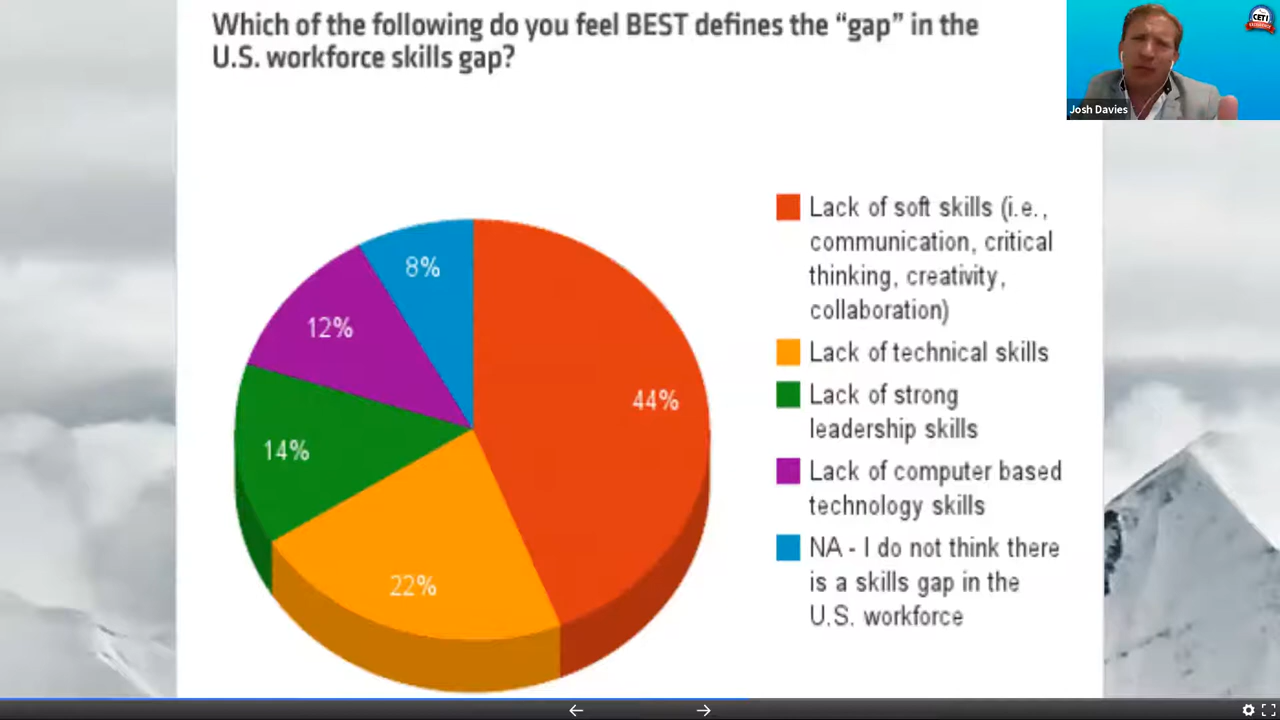 Which of the following do you feel BEST defines the “gap” in the
U.S. workforce skills gap?
CETI
Josh Davies
8%
12%
44%
14%
22%
Lack of soft skills (i.e.,
communication, critical
thinking, creativity,
collaboration)
Lack of technical skills
Lack of strong
leadership skills
Lack of computer based
technology skills
NA - I do not think there
is a skills gap in the
U.S. workforce